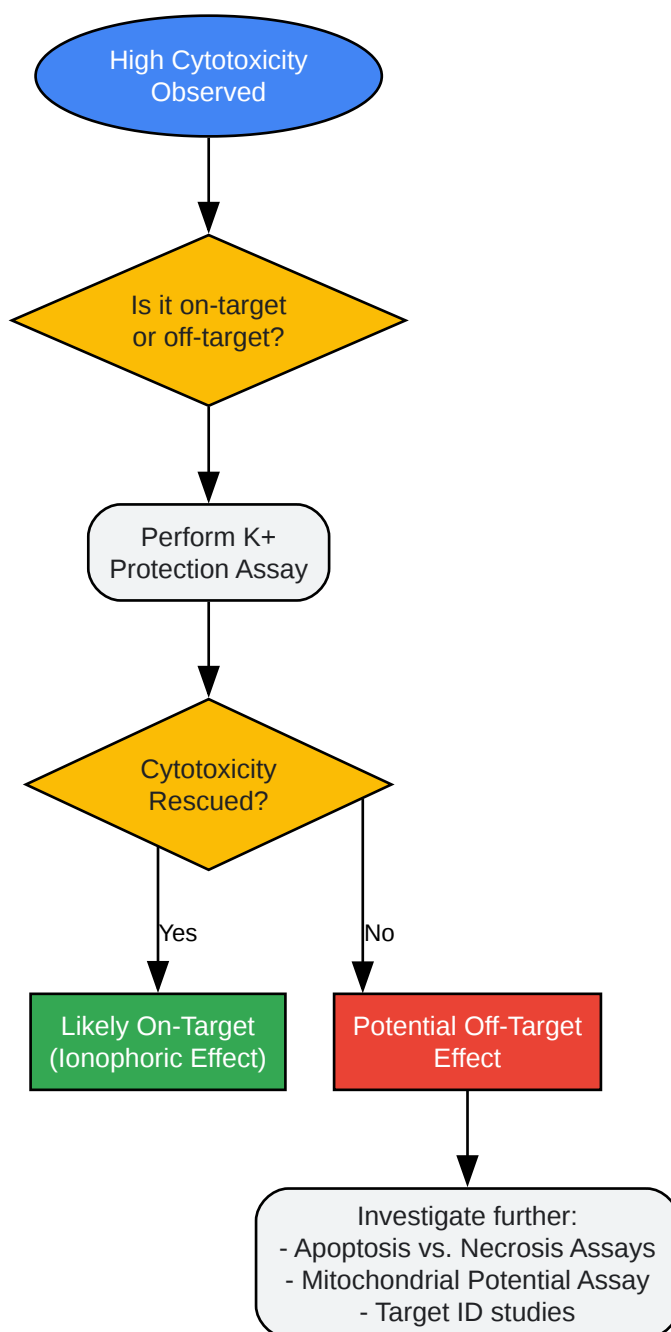 High Cytotoxicity
Observed
Is it on-target
or off-target?
Perform K+
Protection Assay
Cytotoxicity
Rescued?
Yes
No
Likely On-Target
(Ionophoric Effect)
Potential Off-Target
Effect
Investigate further:
- Apoptosis vs. Necrosis Assays
- Mitochondrial Potential Assay
- Target ID studies